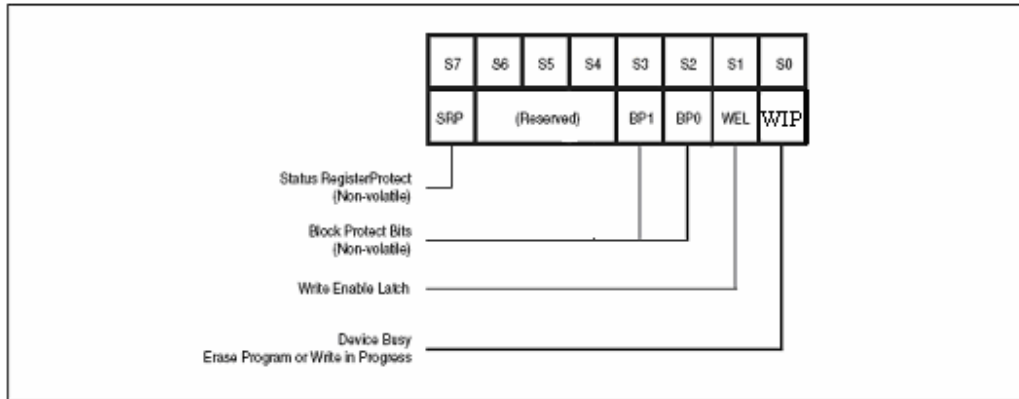 S7 S6 S5 S4 S3 S2 S1 S0
SRP (Reserved) BP1 BP0 WEL WIP
Status RegisterProtect
(Non-volatile)
Block Protect Bits
(Non-volatile)
Write Enable Latch
Device Busy
Erase Program or Write in Progress